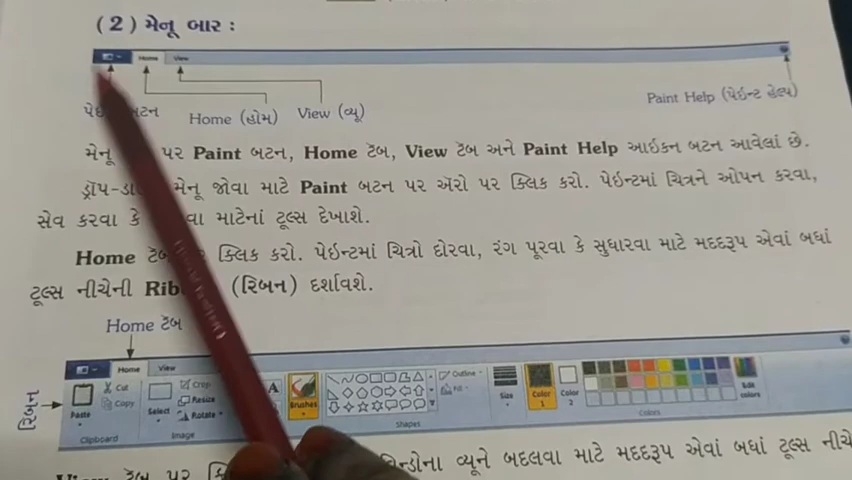 (2) મેનૂ બાર :
Home View
પેઇ બટન Home (હોમ) View (વ્યૂ) Paint Help (પેઇન્ટ હેલ્પ)
મેનૂ પર Paint બટન, Home ટૅબ, View ટૅબ અને Paint Help આઇકન બટન આવેલાં છે.
ડ્રૉપ-ડા મેનૂ જોવા માટે Paint બટન પર ઍરો પર ક્લિક કરો. પેઇન્ટમાં ચિત્રને ઓપન કરવા,
સેવ કરવા કે વા માટેનાં ટૂલ્સ દેખાશે.
Home ટૅબ ક્લિક કરો. પેઇન્ટમાં ચિત્રો દોરવા, રંગ પૂરવા કે સુધારવા માટે મદદરૂપ એવાં બધાં
ટૂલ્સ નીચેની Rib (રિબન) દર્શાવશે.
Home ટૅબ
Home View
રિબન
Paste Cut Copy Clipboard
Select Crop Resize Rotate Image
A
Brushes
Outline Fill Shapes
Size
Color 1 Color 2 Edit colors Colors
View ટૅબ પર વિન્ડોના વ્યૂને બદલવા માટે મદદરૂપ એવાં બધાં ટૂલ્સ નીચે